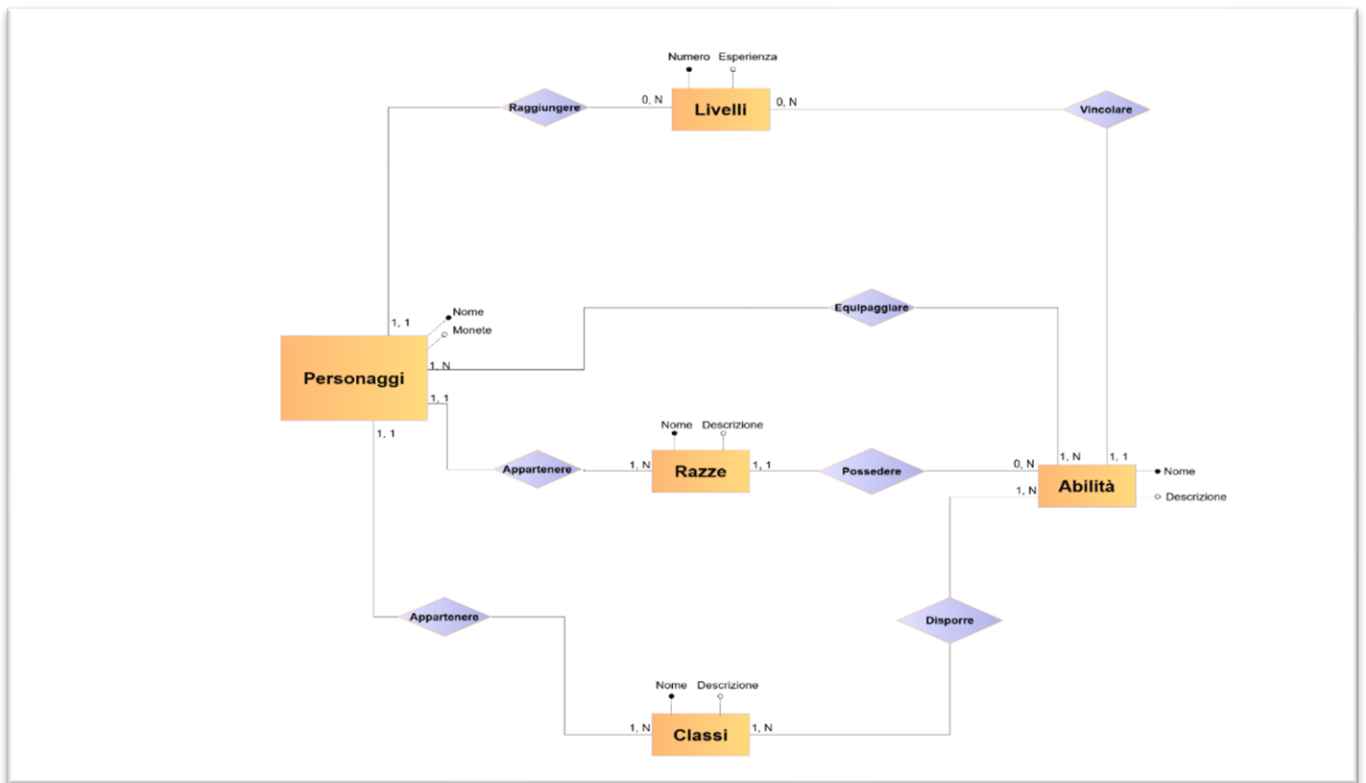 Numero Esperienza
Raggiungere
0, N
Livelli
0, N
Vincolare
Equipaggiare
1, 1
Nome
Monete
Personaggi
1, N
1, 1
1, 1
Nome Descrizione
Appartenere
1, N
Razze
1, 1
Possedere
0, N
1, N
1, 1
Abilità
Nome
Descrizione
1, N
Appartenere
Disporre
Nome Descrizione
1, N
Classi
1, N